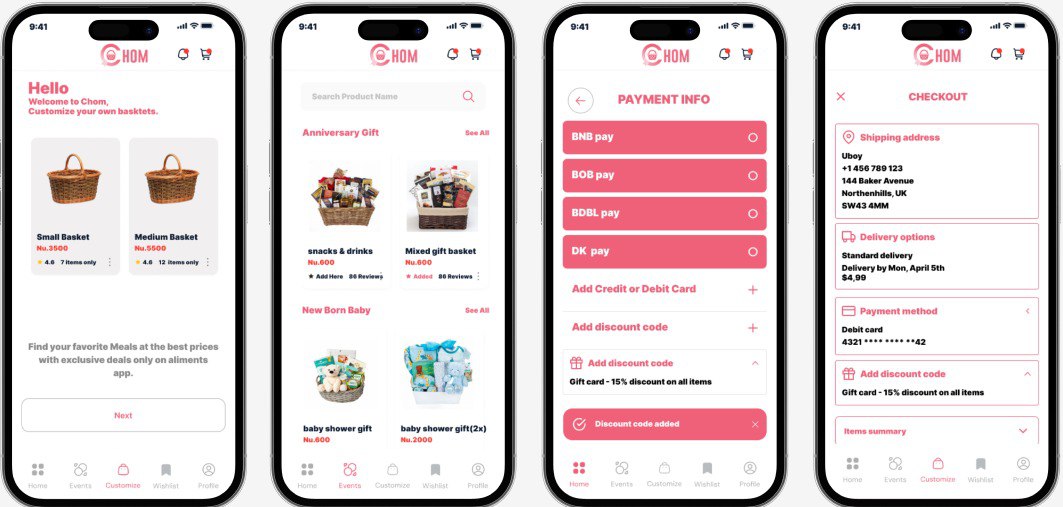 9:41
CHOM
Hello
Welcome to Chom,
Customize your own basktets.
Small Basket
Nu.3500
4.6 7 items only
Medium Basket
Nu.5500
4.6 12 items only
Find your favorite Meals at the best prices
with exclusive deals only on aliments
app.
Next
Home Events Customize Wishlist Profile
9:41
CHOM
Search Product Name
Anniversary Gift See All
snacks & drinks
Nu.600
Add Here 86 Reviews
Mixed gift basket
Nu.600
Added 86 Reviews
New Born Baby See All
baby shower gift
Nu.600
baby shower gift(2x)
Nu.2000
Home Events Customize Wishlist Profile
9:41
CHOM
PAYMENT INFO
BNB pay
BOB pay
BDBL pay
DK pay
Add Credit or Debit Card
Add discount code
Add discount code
Gift card - 15% discount on all items
Discount code added
Home Events Customize Wishlist Profile
9:41
CHOM
CHECKOUT
Shipping address
Uboy
+1 456 789 123
144 Baker Avenue
Northenhills, UK
SW43 4MM
Delivery options
Standard delivery
Delivery by Mon, April 5th
$4,99
Payment method
Debit card
4321 **** **** **42
Add discount code
Gift card - 15% discount on all items
Items summary
Home Events Customize Wishlist Profile